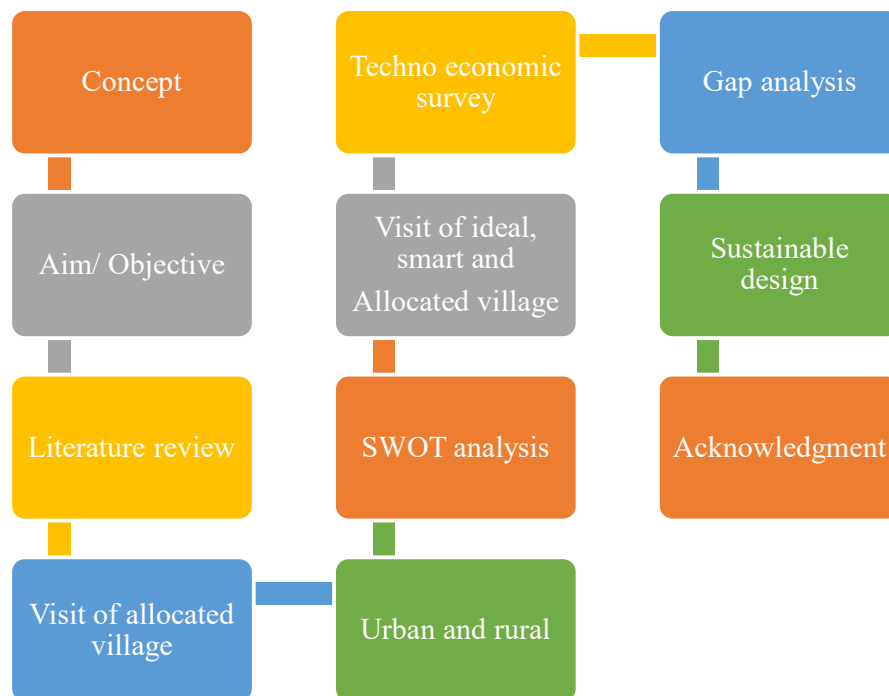 Concept
Aim/ Objective
Literature review
Visit of allocated
village
Urban and rural
SWOT analysis
Visit of ideal,
smart and
Allocated village
Techno economic
survey
Gap analysis
Sustainable
design
Acknowledgment